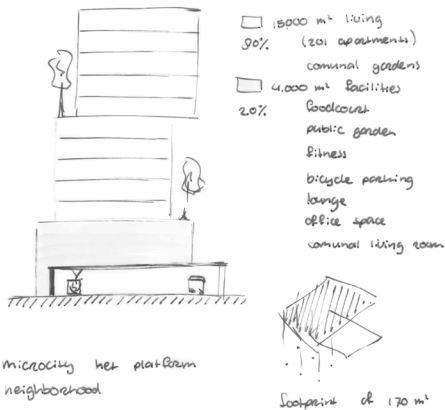 15000 m² living
80% (201 apartments)
comunal gardens
4.000 m² facilities
20% foodcourt
public garden
fitness
bicycle parking
lounge
office space
comunal living room
microcity het platform
neighborhood
footprint of 170 m²